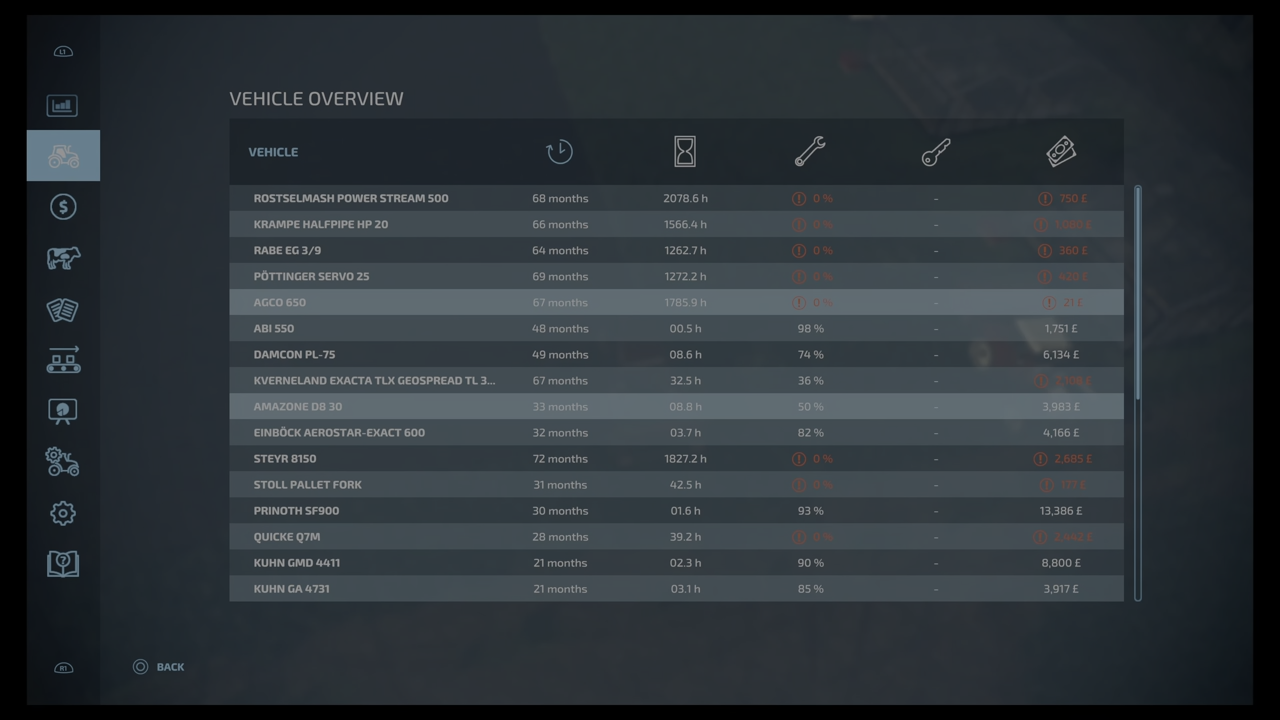 L1
VEHICLE OVERVIEW
VEHICLE
ROSTSELMASH POWER STREAM 500 68 months 2078.6 h 0 % - 750 £
KRAMPE HALFPIPE HP 20 66 months 1566.4 h 0 % -
RABE EG 3/9 64 months 1262.7 h 0 % - 360 £
PÖTTINGER SERVO 25 69 months 1272.2 h 0 % - 420 £
AGCO 650 67 months 1785.9 h 0 % - 21 £
ABI 550 48 months 00.5 h 98 % - 1,751 £
DAMCON PL-75 49 months 08.6 h 74 % - 6,134 £
KVERNELAND EXACTA TLX GEOSPREAD TL 3... 67 months 32.5 h 36 % -
AMAZONE D8 30 33 months 08.8 h 50 % - 3,983 £
EINBÖCK AEROSTAR-EXACT 600 32 months 03.7 h 82 % - 4,166 £
STEYR 8150 72 months 1827.2 h 0 % - 2,685 £
STOLL PALLET FORK 31 months 42.5 h 0 % -
PRINOTH SF900 30 months 01.6 h 93 % - 13,386 £
QUICKE Q7M 28 months 39.2 h 0 % -
KUHN GMD 4411 21 months 02.3 h 90 % - 8,800 £
KUHN GA 4731 21 months 03.1 h 85 % - 3,917 £
R1
BACK